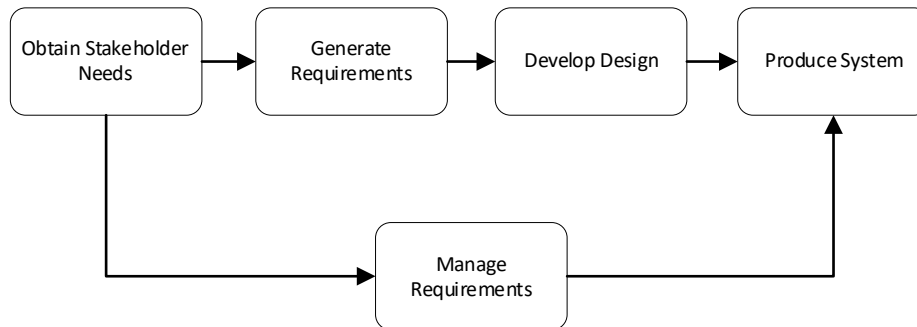 Obtain Stakeholder
Needs
Generate
Requirements
Develop Design
Produce System
Manage
Requirements